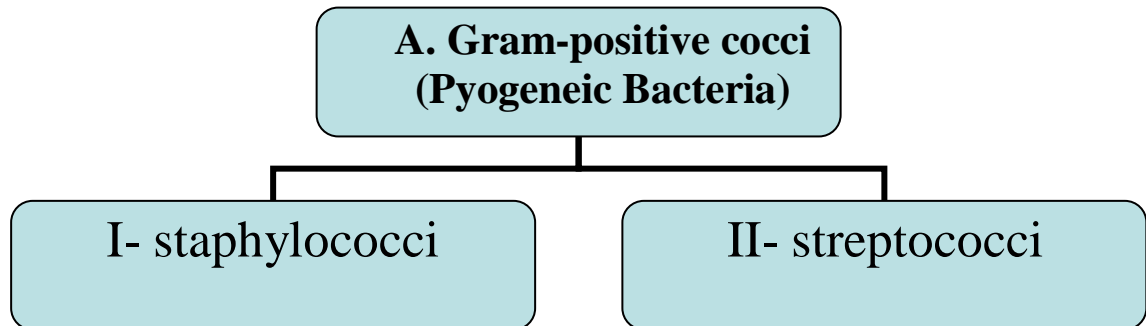 A. Gram-positive cocci
(Pyogeneic Bacteria)
I- staphylococci
II- streptococci